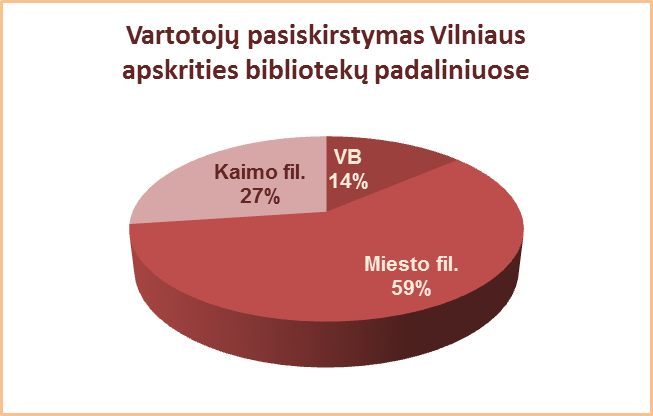 Vartotojų pasiskirstymas Vilniaus
apskrities bibliotekų padaliniuose
VB
14%
Kaimo fil.
27%
Miesto fil.
59%